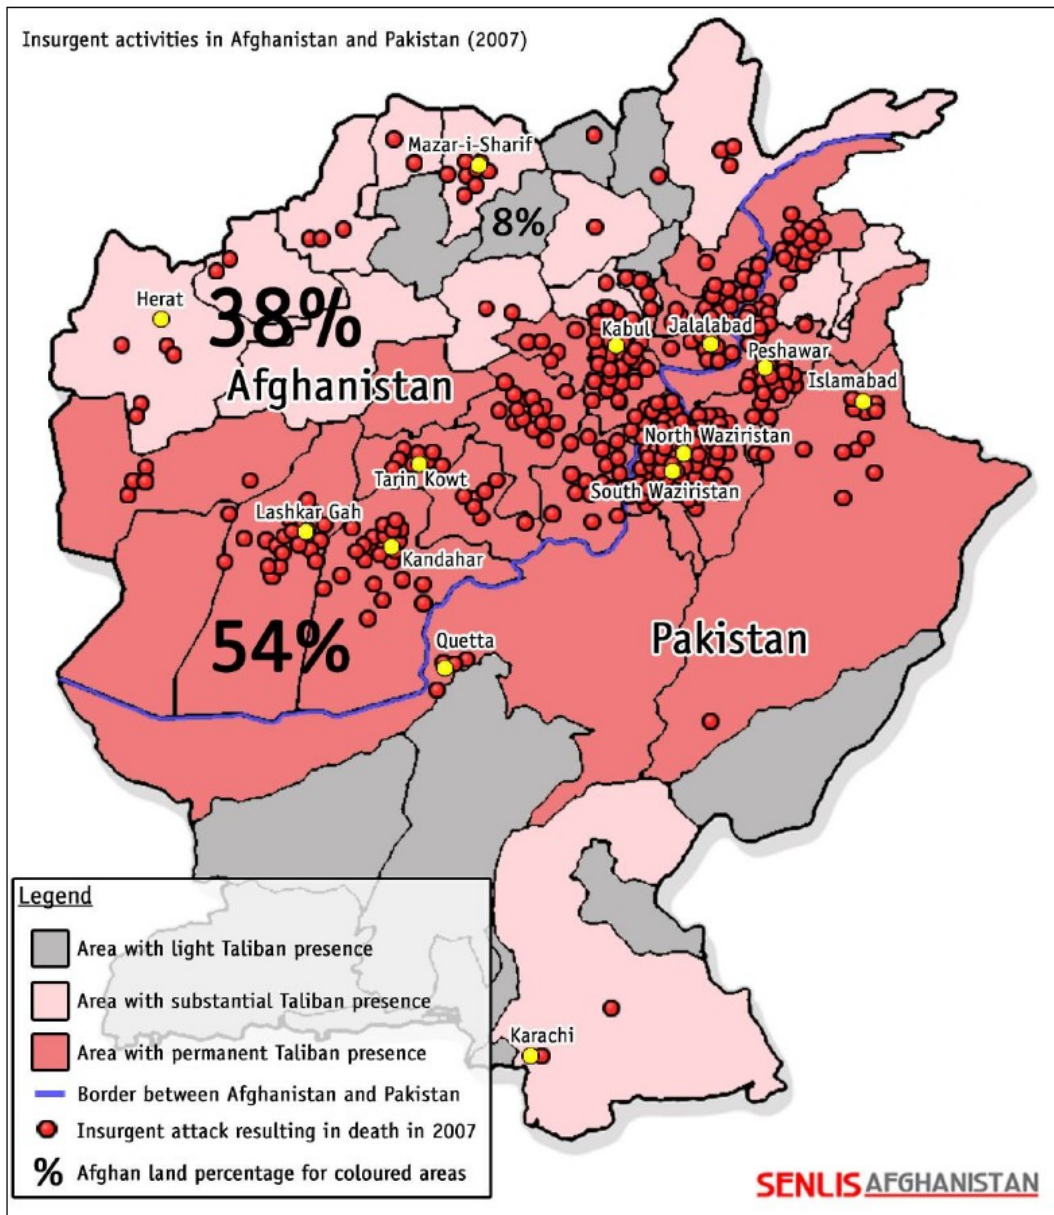 Insurgent activities in Afghanistan and Pakistan (2007)
Mazar-i-Sharif
8%
Herat
38%
Afghanistan
Kabul
Jalalabad
Peshawar
Islamabad
North Waziristan
South Waziristan
Tarin Kowt
Lashkar Gah
Kandahar
54%
Quetta
Pakistan
Karachi
Legend
Area with light Taliban presence
Area with substantial Taliban presence
Area with permanent Taliban presence
Border between Afghanistan and Pakistan
Insurgent attack resulting in death in 2007
% Afghan land percentage for coloured areas
SENLIS AFGHANISTAN